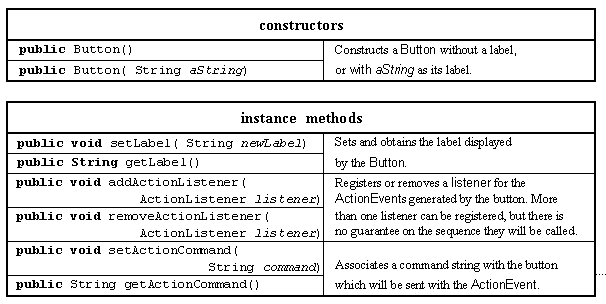 constructors
public Button()
public Button( String aString)
Constructs a Button without a label,
or with aString as its label.
instance methods
public void setLabel( String newLabel)
public String getLabel()
Sets and obtains the label displayed
by the Button.
public void addActionListener(
ActionListener listener)
public void removeActionListener(
ActionListener listener)
Registers or removes a listener for the
ActionEvents generated by the button. More
than one listener can be registered, but there is
no guarantee on the sequence they will be called.
public void setActionCommand(
String command)
public String getActionCommand()
Associates a command string with the button
which will be sent with the ActionEvent.